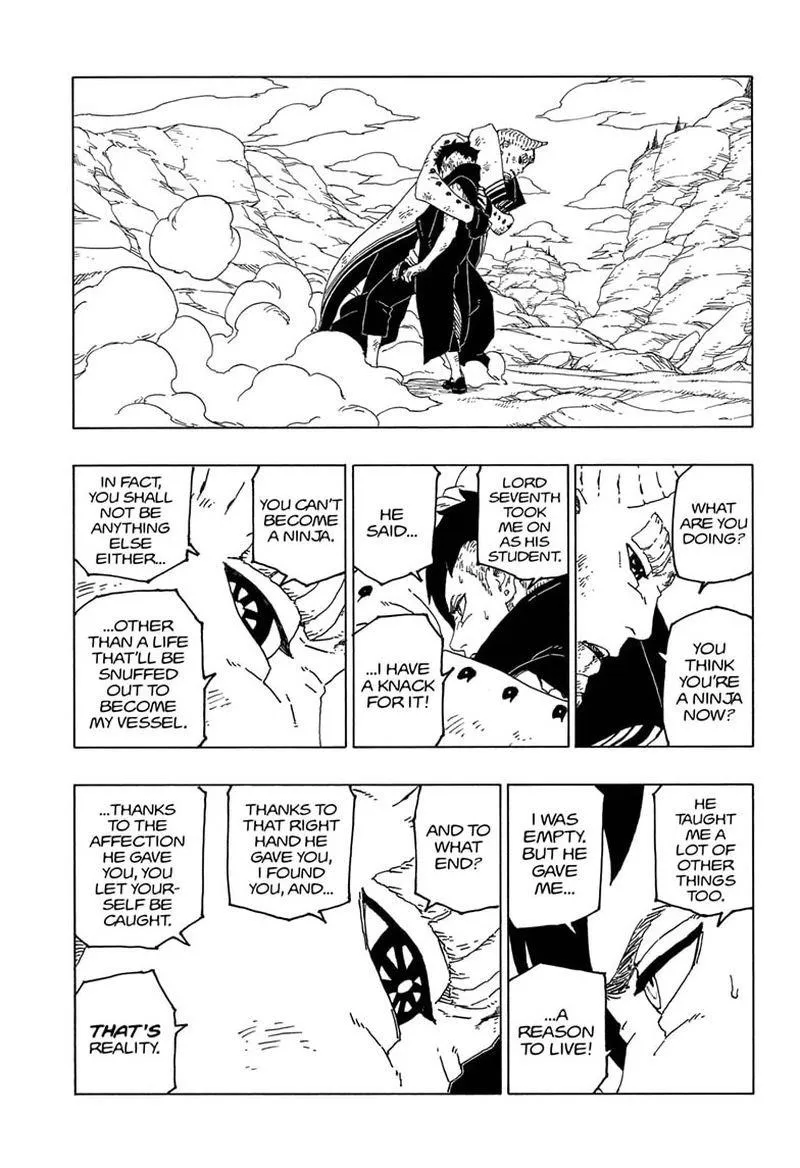 WHAT
ARE YOU
DOING?
YOU
THINK
YOU'RE
A NINJA
NOW?
LORD
SEVENTH
TOOK
ME ON
AS HIS
STUDENT.
HE
SAID...
...I HAVE
A KNACK
FOR IT!
YOU CAN'T
BECOME
A NINJA.
IN FACT,
YOU SHALL
NOT BE
ANYTHING
ELSE
EITHER...
...OTHER
THAN A LIFE
THAT'LL BE
SNUFFED
OUT TO
BECOME
MY VESSEL.
HE
TAUGHT
ME A
LOT OF
OTHER
THINGS
TOO.
I WAS
EMPTY.
BUT HE
GAVE
ME...
...A
REASON
TO LIVE!
AND TO
WHAT
END?
THANKS TO
THAT RIGHT
HAND HE
GAVE YOU,
I FOUND
YOU, AND...
...THANKS
TO THE
AFFECTION
HE GAVE
YOU, YOU
LET YOUR-
SELF BE
CAUGHT.
THAT'S
REALITY.